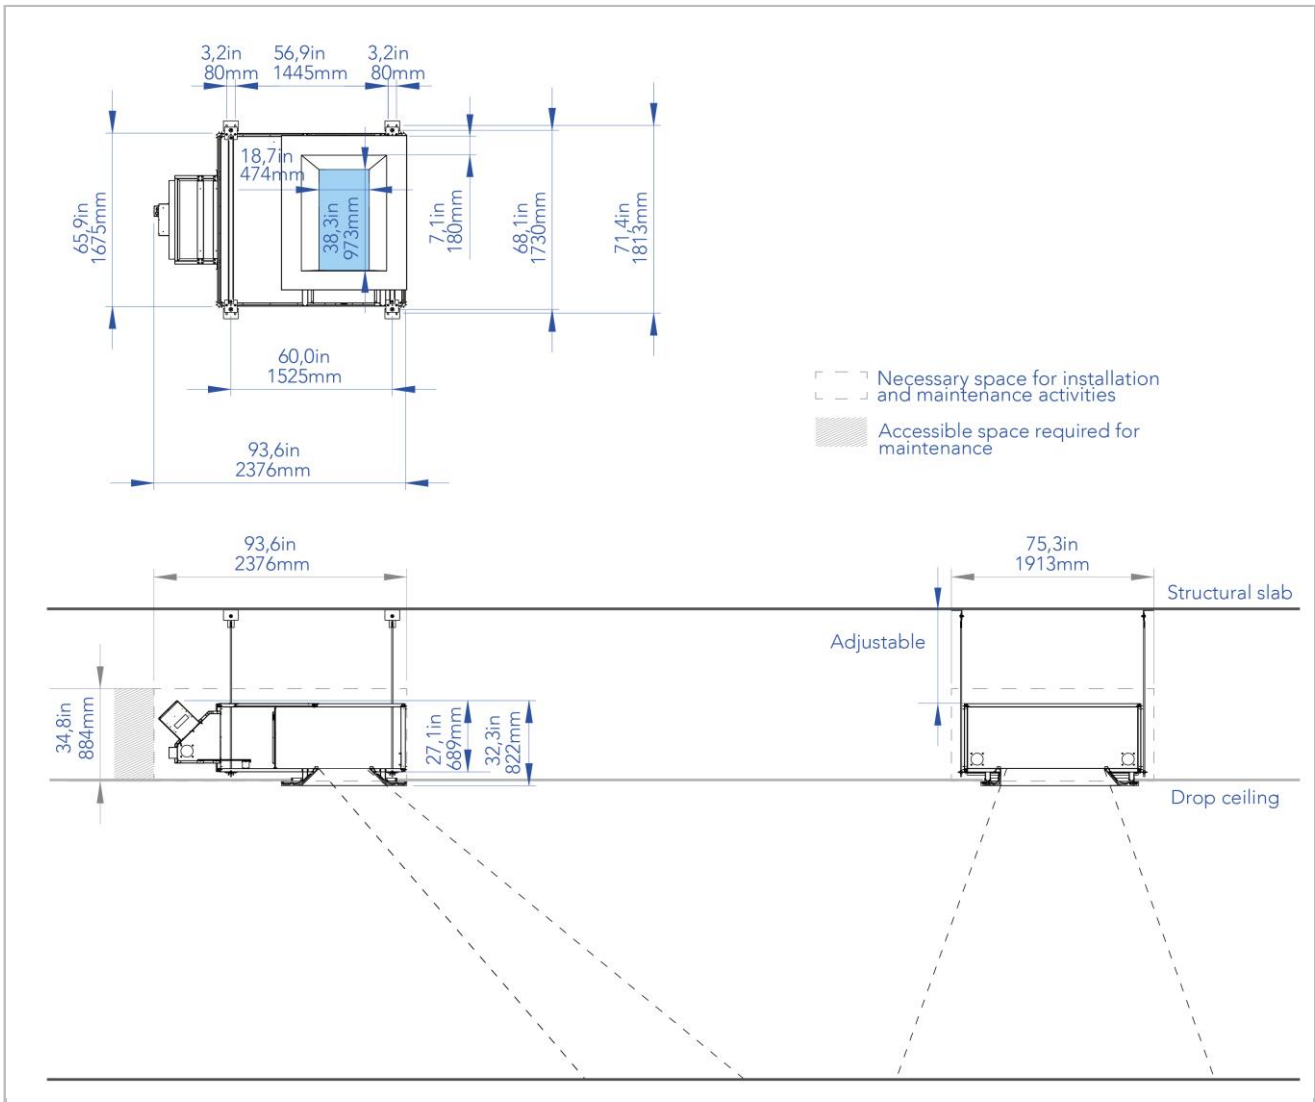 3,2in
80mm
56,9in
1445mm
3,2in
80mm
65,9in
1675mm
18,7in
474mm
38,3in
973mm
7,1in
180mm
68,1in
1730mm
71,4in
1813mm
60,0in
1525mm
93,6in
2376mm
Necessary space for installation
and maintenance activities
Accessible space required for
maintenance
93,6in
2376mm
75,3in
1913mm
Structural slab
Adjustable
34,8in
884mm
27,1in
689mm
32,3in
822mm
Drop ceiling